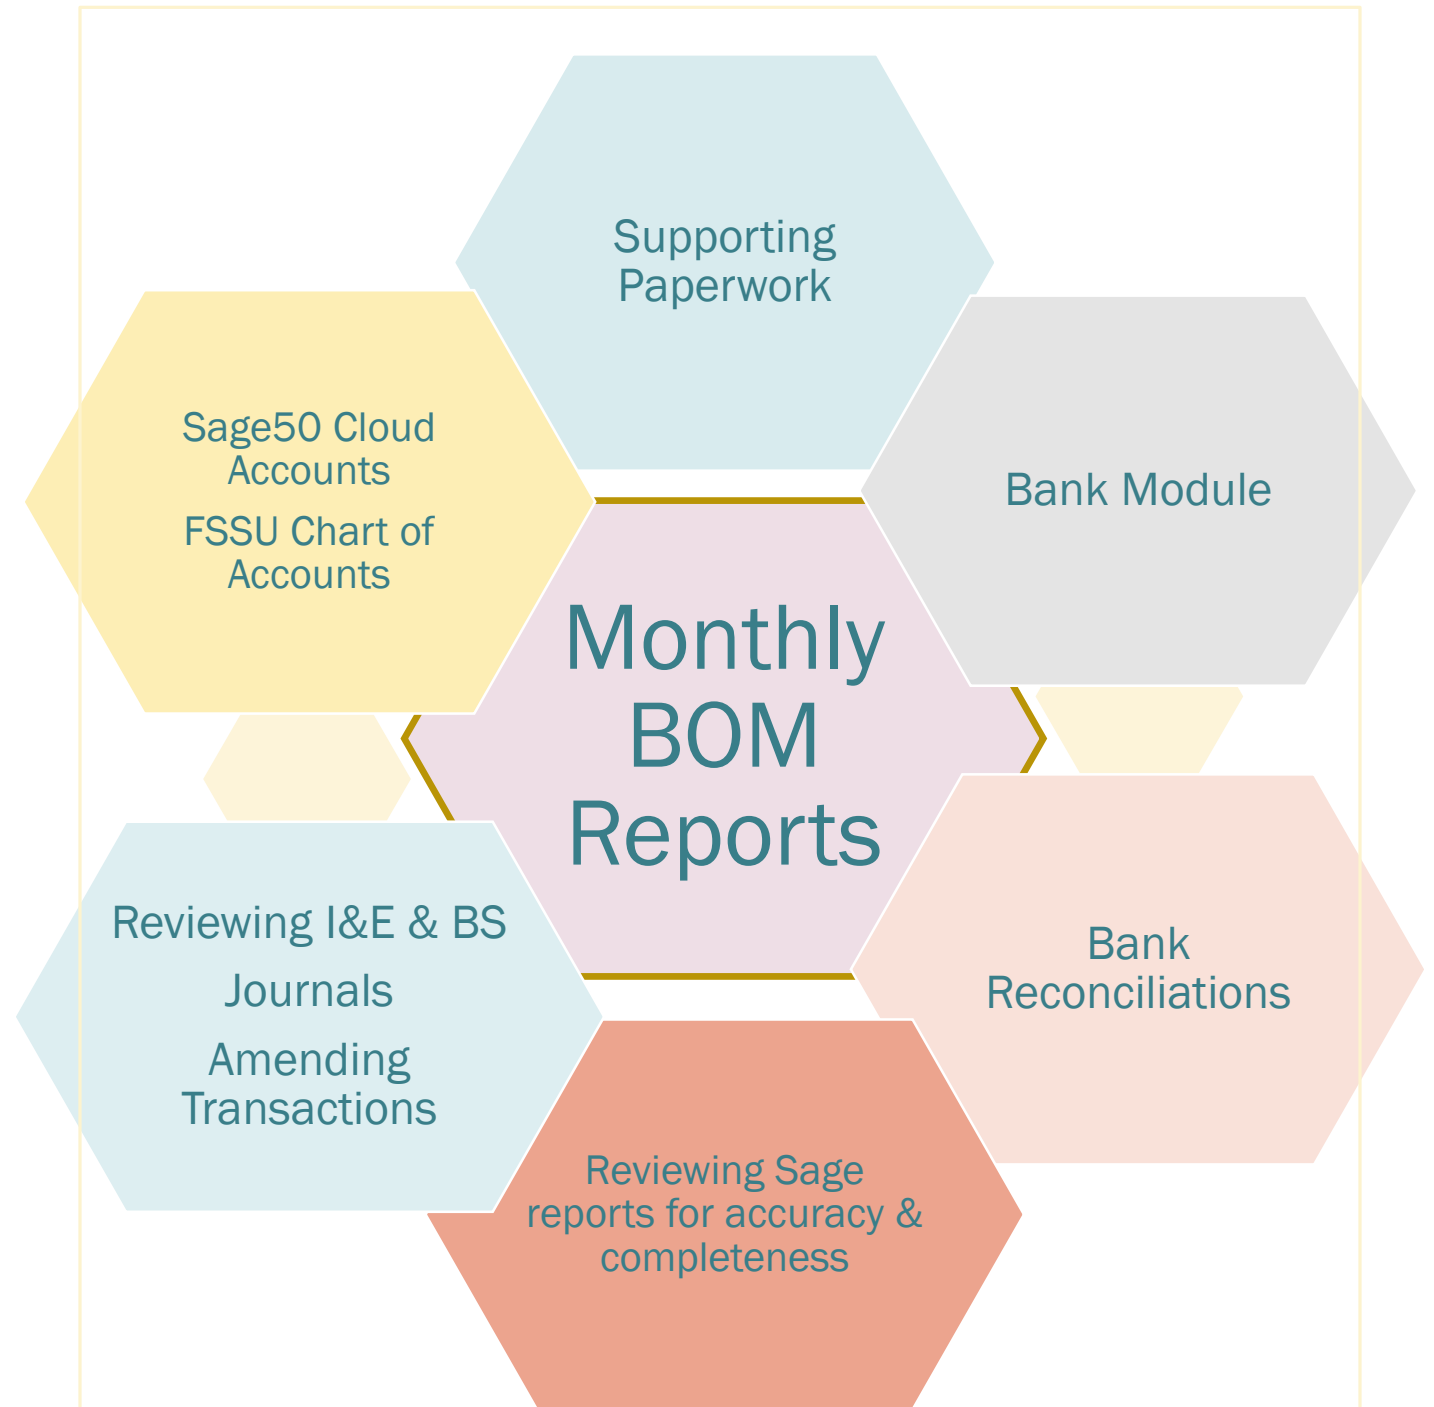 Supporting
Paperwork
Sage50 Cloud
Accounts
FSSU Chart of
Accounts
Bank Module
Monthly
BOM
Reports
Reviewing I&E & BS
Journals
Amending
Transactions
Bank
Reconciliations
Reviewing Sage
reports for accuracy &
completeness